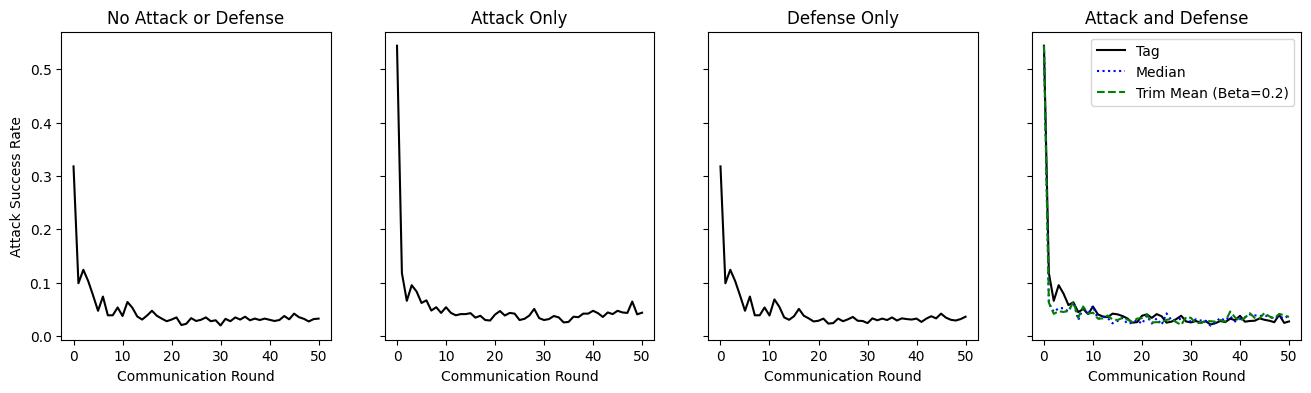 No Attack or Defense
Attack Only
Defense Only
Attack and Defense
Attack Success Rate
0.5
0.4
0.3
0.2
0.1
0.0
Tag
Median
Trim Mean (Beta=0.2)
0 10 20 30 40 50
0 10 20 30 40 50
0 10 20 30 40 50
0 10 20 30 40 50
Communication Round
Communication Round
Communication Round
Communication Round